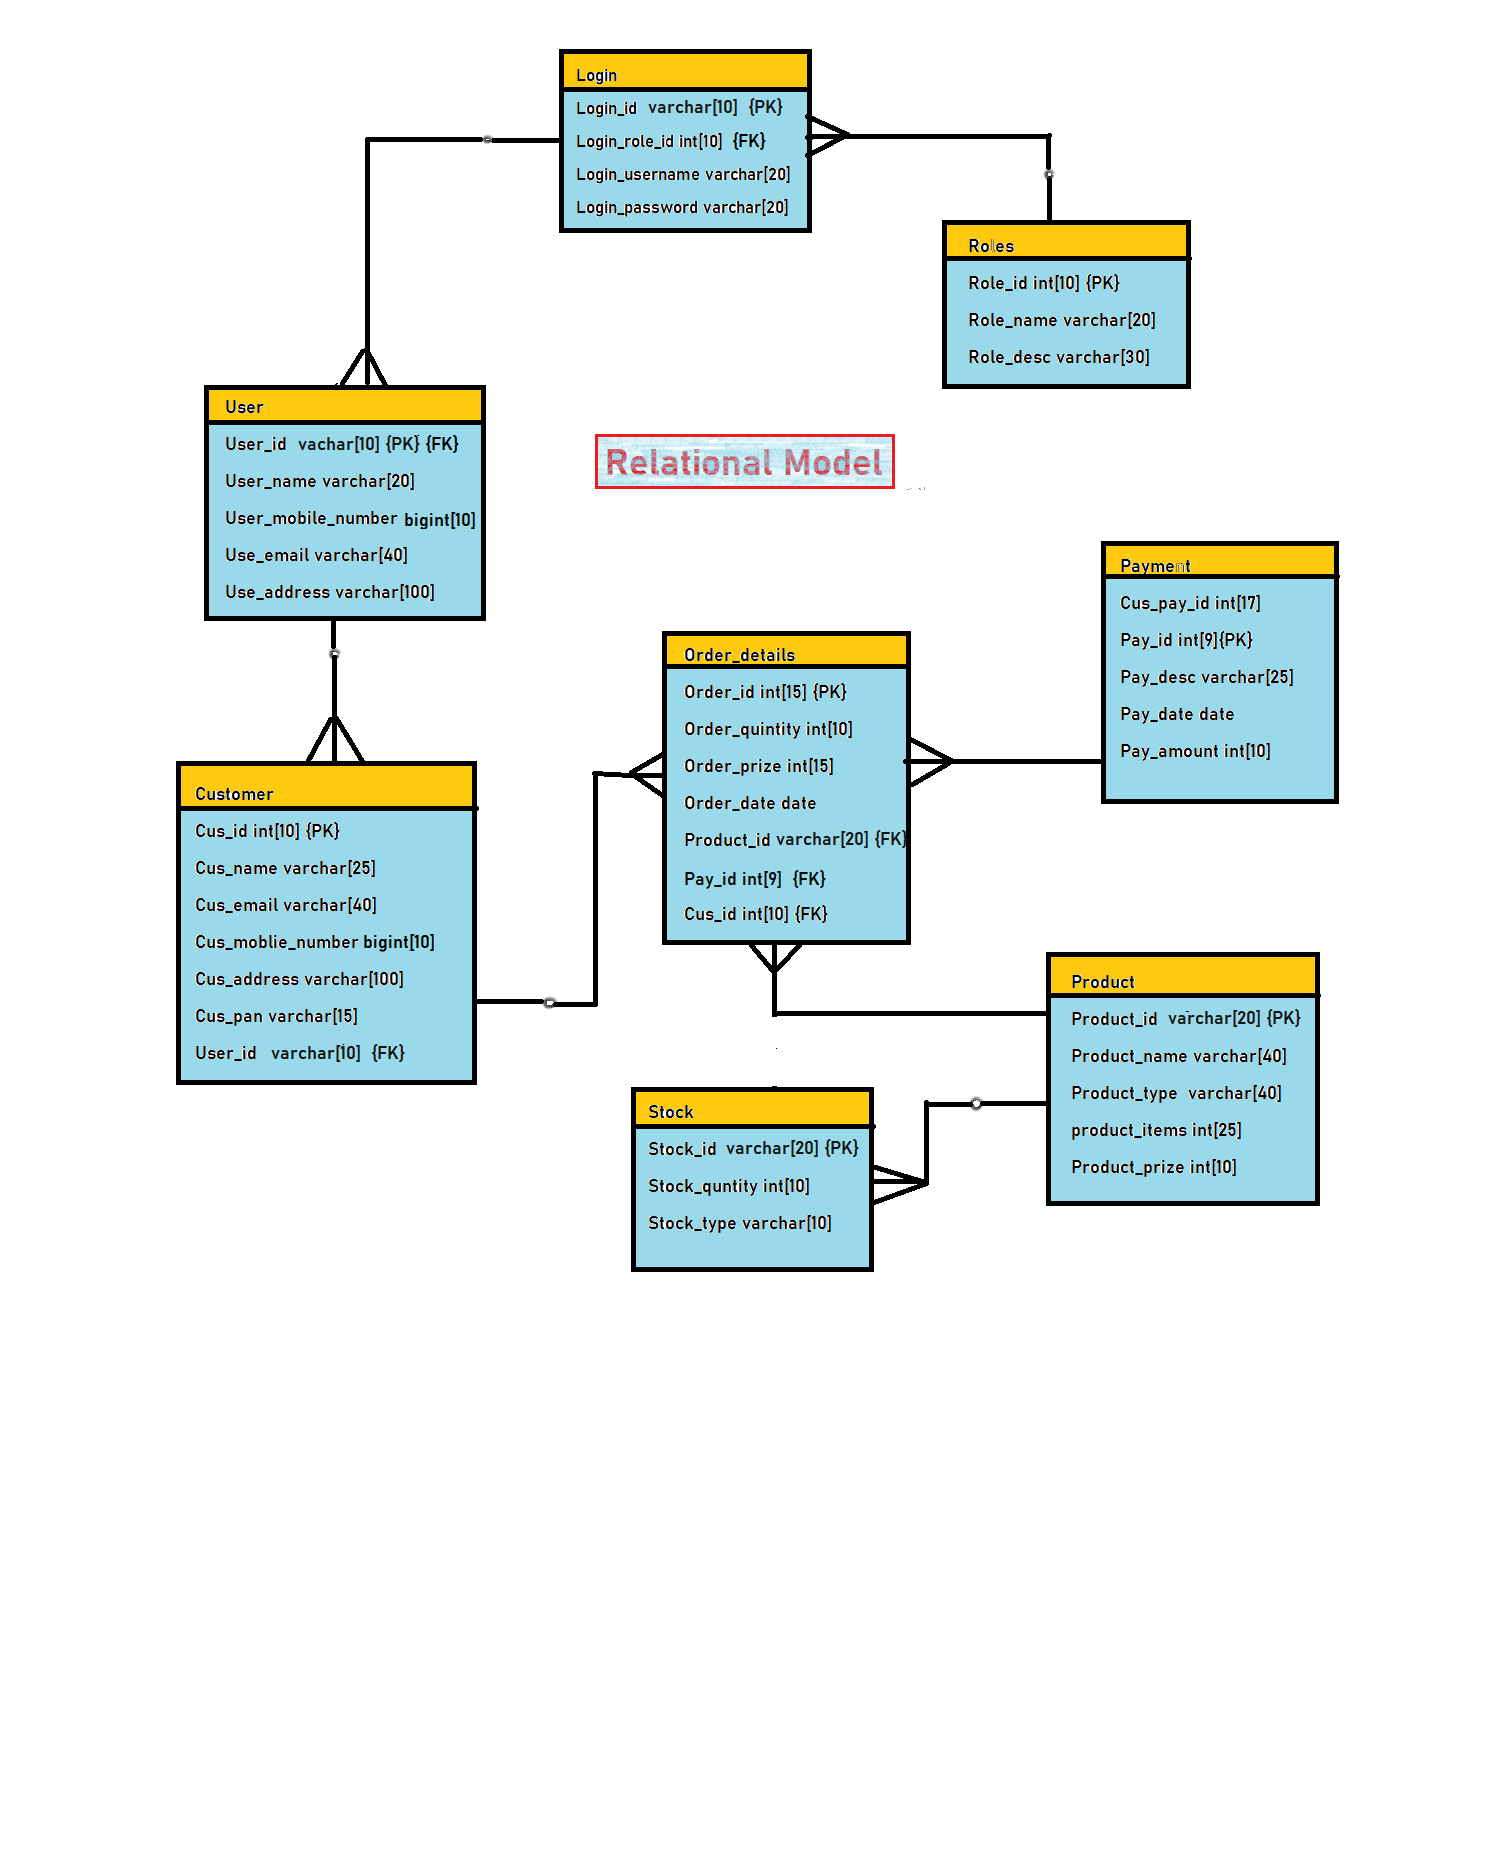 Login
Login_id varchar[10] {PK}
Login_role_id int[10] {FK}
Login_username varchar[20]
Login_password varchar[20]
Roles
Role_id int[10] {PK}
Role_name varchar[20]
Role_desc varchar[30]
User
User_id vachar[10] {PK} {FK}
User_name varchar[20]
User_mobile_number bigint[10]
Use_email varchar[40]
Use_address varchar[100]
Relational Model
Payment
Cus_pay_id int[17]
Pay_id int[9]{PK}
Pay_desc varchar[25]
Pay_date date
Pay_amount int[10]
Order_details
Order_id int[15] {PK}
Order_quintity int[10]
Order_prize int[15]
Order_date date
Product_id varchar[20] {FK}
Pay_id int[9] {FK}
Cus_id int[10] {FK}
Customer
Cus_id int[10] {PK}
Cus_name varchar[25]
Cus_email varchar[40]
Cus_moblie_number bigint[10]
Cus_address varchar[100]
Cus_pan varchar[15]
User_id varchar[10] {FK}
Product
Product_id varchar[20] {PK}
Product_name varchar[40]
Product_type varchar[40]
product_items int[25]
Product_prize int[10]
Stock
Stock_id varchar[20] {PK}
Stock_quntity int[10]
Stock_type varchar[10]